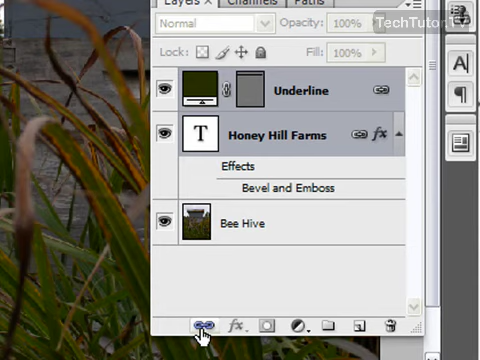 Layers × Channels Paths
TechTutorTV
Normal Opacity: 100%
Lock: Fill: 100%
Underline
T Honey Hill Farms fx
Effects
Bevel and Emboss
Bee Hive
fx
A